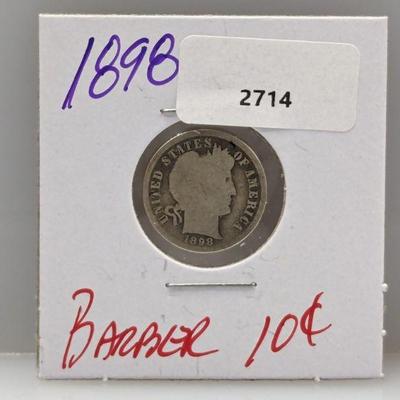 1898
2714
UNITED STATES OF AMERICA
1898
BARBER 10¢